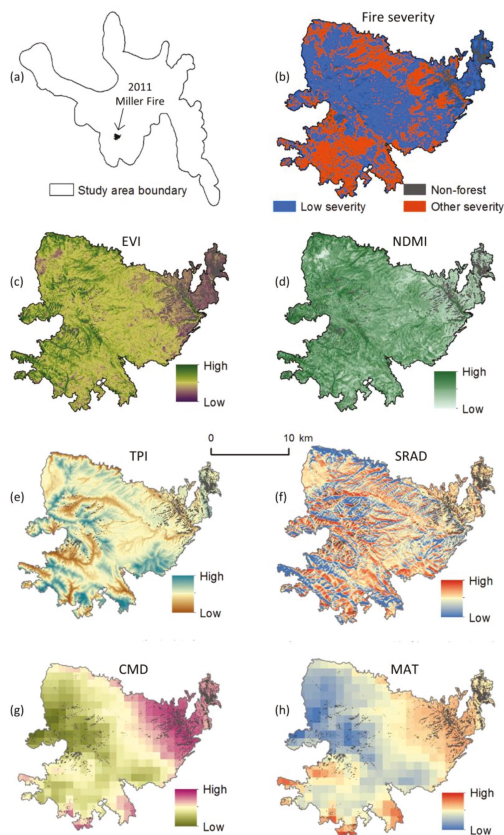 (a)
2011
Miller Fire
Study area boundary
Fire severity
(b)
Non-forest
Low severity
Other severity
EVI
(c)
High
Low
NDMI
(d)
High
Low
0 10 km
TPI
(e)
High
Low
SRAD
(f)
High
Low
CMD
(g)
High
Low
MAT
(h)
High
Low